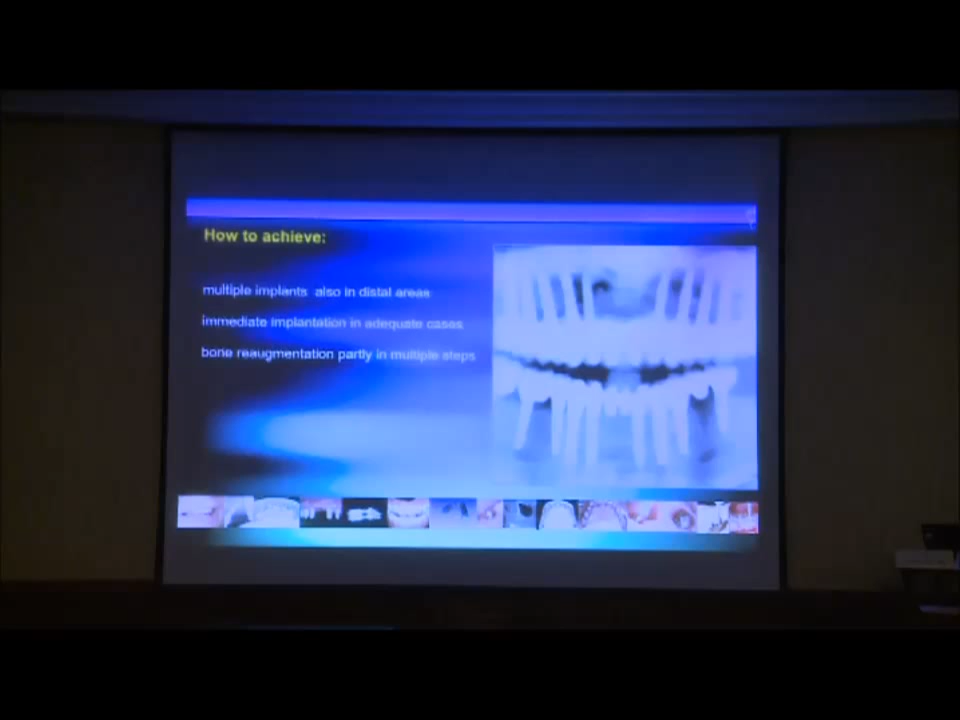 How to achieve:
multiple implants also in distal areas
immediate implantation in adequate cases
bone reaugmentation partly in multiple steps